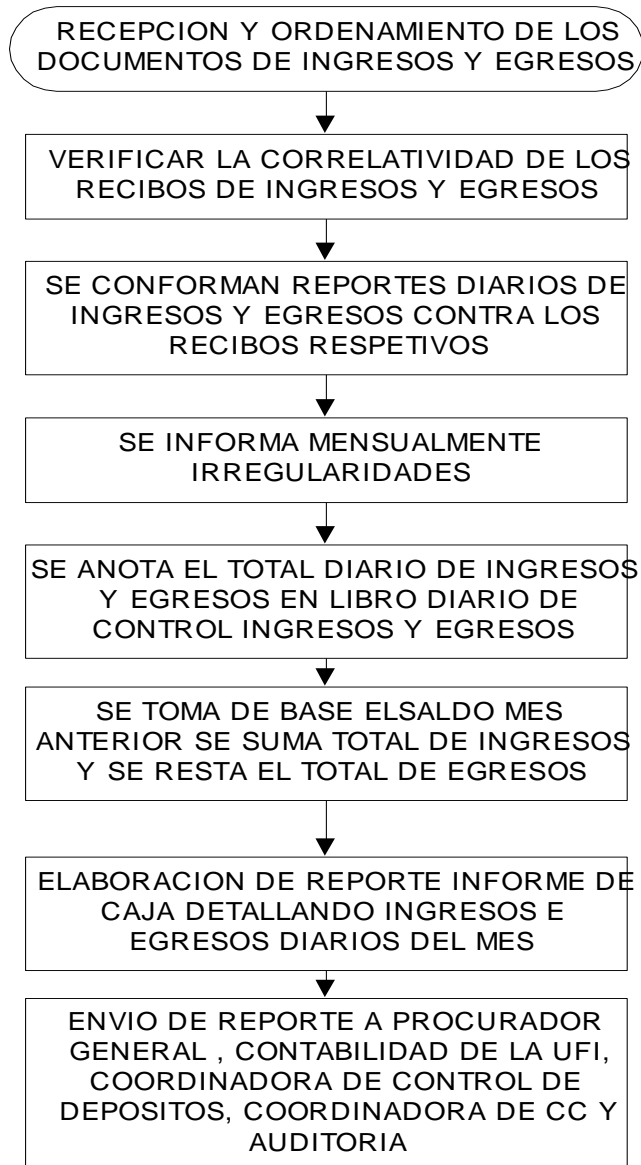 RECEPCION Y ORDENAMIENTO DE LOS
DOCUMENTOS DE INGRESOS Y EGRESOS
VERIFICAR LA CORRELATIVIDAD DE LOS
RECIBOS DE INGRESOS Y EGRESOS
SE CONFORMAN REPORTES DIARIOS DE
INGRESOS Y EGRESOS CONTRA LOS
RECIBOS RESPETIVOS
SE INFORMA MENSUALMENTE
IRREGULARIDADES
SE ANOTA EL TOTAL DIARIO DE INGRESOS
Y EGRESOS EN LIBRO DIARIO DE
CONTROL INGRESOS Y EGRESOS
SE TOMA DE BASE ELSALDO MES
ANTERIOR SE SUMA TOTAL DE INGRESOS
Y SE RESTA EL TOTAL DE EGRESOS
ELABORACION DE REPORTE INFORME DE
CAJA DETALLANDO INGRESOS E
EGRESOS DIARIOS DEL MES
ENVIO DE REPORTE A PROCURADOR
GENERAL , CONTABILIDAD DE LA UFI,
COORDINADORA DE CONTROL DE
DEPOSITOS, COORDINADORA DE CC Y
AUDITORIA